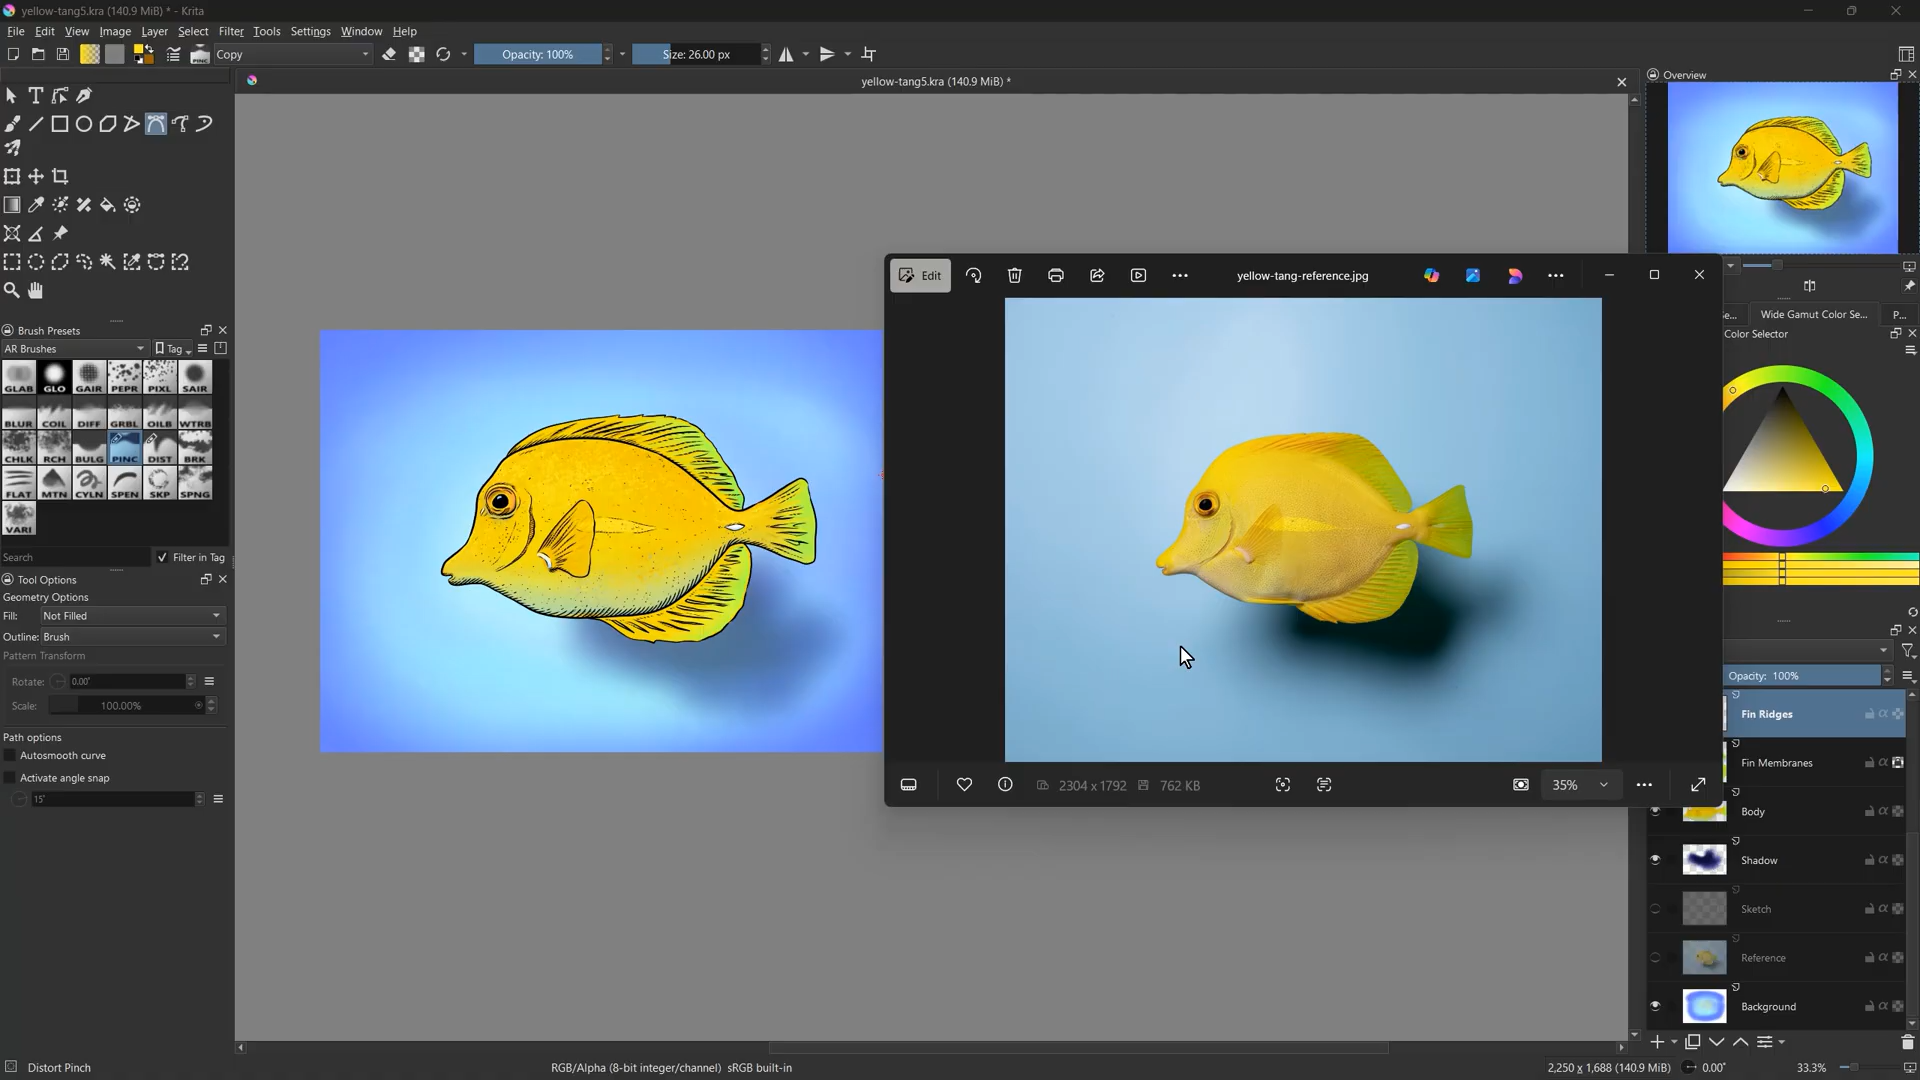 yellow-tang5.kra (140.9 MiB) * - Krita
File Edit View Image Layer Select Filter Tools Settings Window Help
Copy
Opacity: 100%
Size: 26.00 px
yellow-tang5.kra (140.9 MiB) *
Overview
Brush Presets
AR Brushes
Tag
GLAB GLO GAIR PEPR PIXL SAIR
BLUR COIL DIFF GRBL OILB WTRB
CHLK RCH BULG PINC DIST BRK
FLAT MTN CYLN SPEN SKP SPNG
VARI
Search
Filter in Tag
Tool Options
Geometry Options
Fill: Not Filled
Outline: Brush
Pattern Transform
Rotate: 0.00°
Scale: 100.00%
Path options
Autosmooth curve
Activate angle snap
15°
Edit
yellow-tang-reference.jpg
2304 x 1792
762 KB
35%
Wide Gamut Color Se...
P...
Color Selector
Opacity: 100%
Fin Ridges
Fin Membranes
Body
Shadow
Sketch
Reference
Background
Distort Pinch
RGB/Alpha (8-bit integer/channel) sRGB built-in
2,250 x 1,688 (140.9 MiB)
0.00°
33.3%